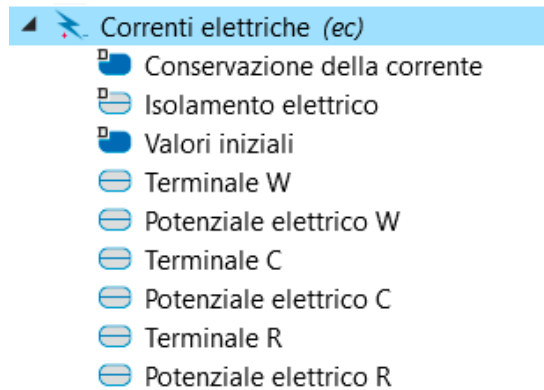 Correnti elettriche (ec)
Conservazione della corrente
Isolamento elettrico
Valori iniziali
Terminale W
Potenziale elettrico W
Terminale C
Potenziale elettrico C
Terminale R
Potenziale elettrico R